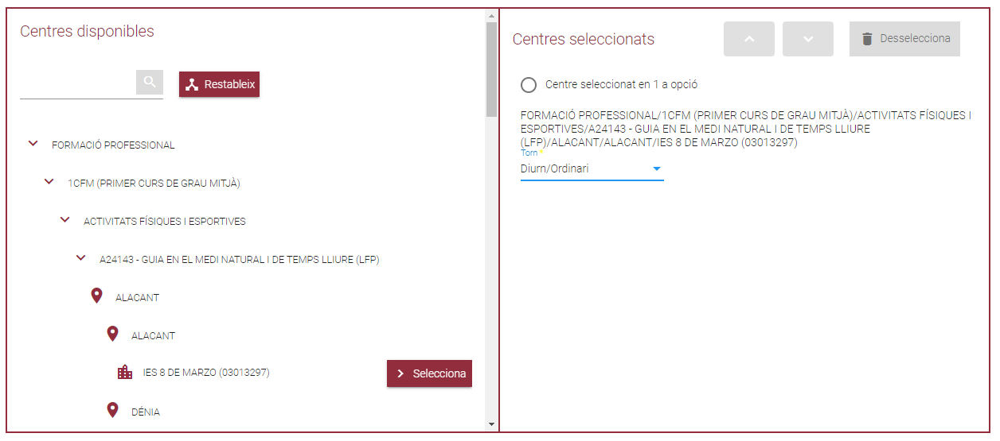 Centres disponibles
Restableix
FORMACIÓ PROFESSIONAL
1CFM (PRIMER CURS DE GRAU MITJÀ)
ACTIVITATS FÍSIQUES I ESPORTIVES
A24143 - GUIA EN EL MEDI NATURAL I DE TEMPS LLIURE (LFP)
ALACANT
ALACANT
IES 8 DE MARZO (03013297)
Selecciona
DÉNIA
Centres seleccionats
Desselecciona
Centre seleccionat en 1 a opció
FORMACIÓ PROFESSIONAL/1CFM (PRIMER CURS DE GRAU MITJÀ)/ACTIVITATS FÍSIQUES I
ESPORTIVES/A24143 - GUIA EN EL MEDI NATURAL I DE TEMPS LLIURE
(LFP)/ALACANT/ALACANT/IES 8 DE MARZO (03013297)
Torn *
Diurn/Ordinari